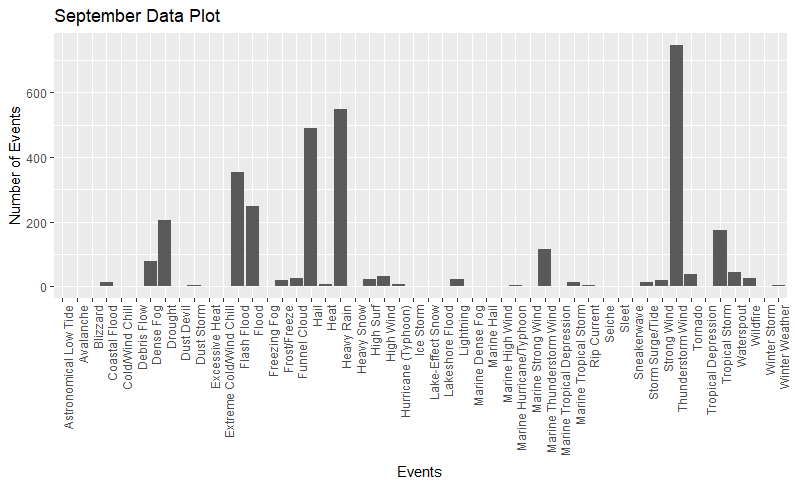 September Data Plot
Number of Events
600
400
200
0
Astronomical Low Tide
Avalanche
Blizzard
Coastal Flood
Cold/Wind Chill
Debris Flow
Dense Fog
Drought
Dust Devil
Dust Storm
Excessive Heat
Extreme Cold/Wind Chill
Flash Flood
Flood
Freezing Fog
Frost/Freeze
Funnel Cloud
Hail
Heat
Heavy Rain
Heavy Snow
High Surf
High Wind
Hurricane (Typhoon)
Ice Storm
Lake-Effect Snow
Lakeshore Flood
Lightning
Marine Dense Fog
Marine Hail
Marine High Wind
Marine Hurricane/Typhoon
Marine Strong Wind
Marine Thunderstorm Wind
Marine Tropical Depression
Marine Tropical Storm
Rip Current
Seiche
Sleet
Sneakerwave
Storm Surge/Tide
Strong Wind
Thunderstorm Wind
Tornado
Tropical Depression
Tropical Storm
Waterspout
Wildfire
Winter Storm
Winter Weather
Events